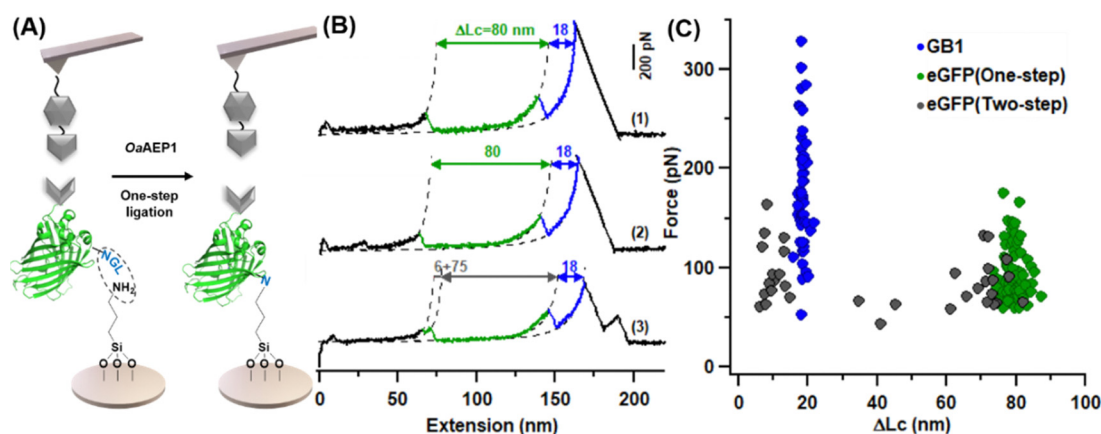 (A)
OaAEP1
One-step
ligation
NGL
NH2
Si
O O O
N
Si
O O O
(B)
ΔLc=80 nm
18
200 pN
(1)
80
18
(2)
6+75
18
(3)
0 50 100 150 200
Extension (nm)
(C)
GB1
eGFP(One-step)
eGFP(Two-step)
300
200
100
0
Force(pN)
0 20 40 60 80 100
ΔLc (nm)